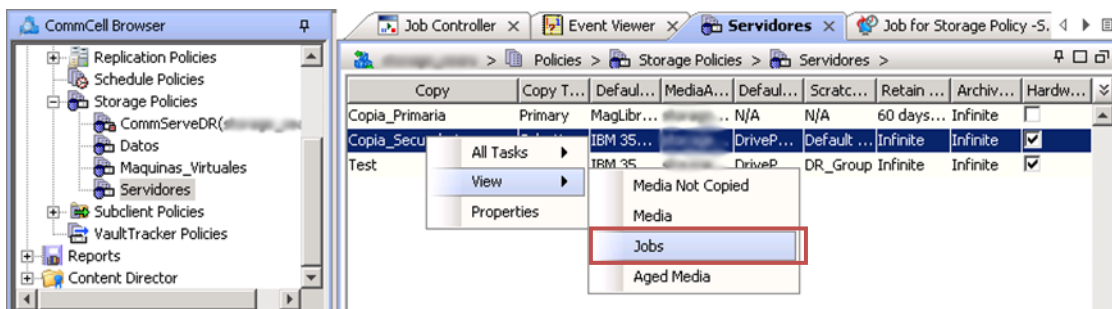 CommCell Browser
Replication Policies
Schedule Policies
Storage Policies
CommServeDR(
Datos
Maquinas_Virtuales
Servidores
Subclient Policies
VaultTracker Policies
Reports
Content Director
Job Controller Event Viewer Servidores Job for Storage Policy -S.
> Policies > Storage Policies > Servidores >
Copy Copy T... Defaul... MediaA... Defaul... Scratc... Retain ... Archiv... Hardw...
Copia_Primaria Primary MagLibr... ... N/A N/A 60 days... Infinite
IBM 35... ... DriveP... Default ... Infinite Infinite
Test IBM 35 DriveP DR_Group Infinite Infinite
All Tasks
View
Properties
Media Not Copied
Media
Jobs
Aged Media